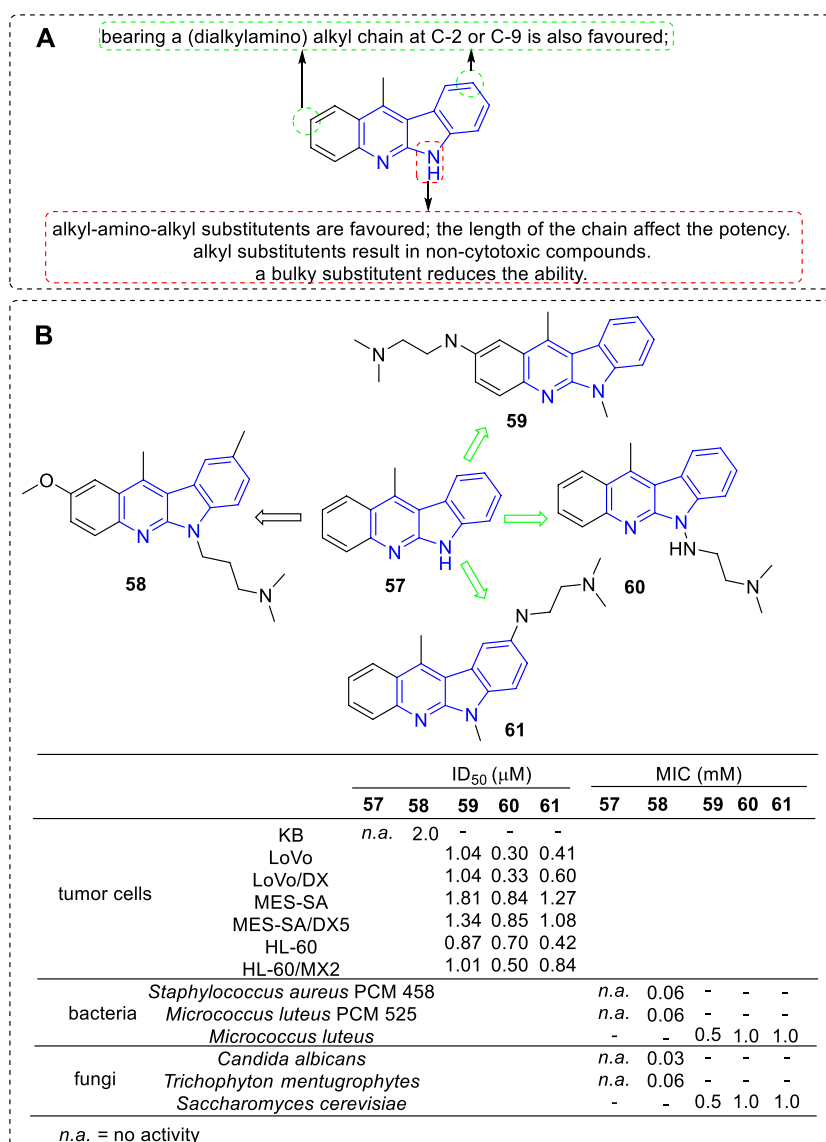 A
bearing a (dialkylamino) alkyl chain at C-2 or C-9 is also favoured;
N
N
H
alkyl-amino-alkyl substitutents are favoured; the length of the chain affect the potency.
alkyl substitutents result in non-cytotoxic compounds.
a bulky substitutent reduces the ability.
B
N
N
N
N
59
O
N
N
N
58
N
N
H
57
N
N
HN
N
60
N
N
N
N
61
ID50 (μM) MIC (mM)
57 58 59 60 61 57 58 59 60 61
KB n.a. 2.0 - - -
LoVo 1.04 0.30 0.41
LoVo/DX 1.04 0.33 0.60
tumor cells MES-SA 1.81 0.84 1.27
MES-SA/DX5 1.34 0.85 1.08
HL-60 0.87 0.70 0.42
HL-60/MX2 1.01 0.50 0.84
Staphylococcus aureus PCM 458 n.a. 0.06 - - -
bacteria Micrococcus luteus PCM 525 n.a. 0.06 - - -
Micrococcus luteus - - 0.5 1.0 1.0
Candida albicans n.a. 0.03 - - -
fungi Trichophyton mentugrophytes n.a. 0.06 - - -
Saccharomyces cerevisiae - - 0.5 1.0 1.0
n.a. = no activity